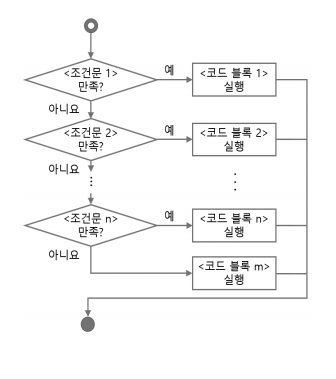 <조건문 1>
만족?
예
<코드 블록 1>
실행
아니요
<조건문 2>
만족?
예
<코드 블록 2>
실행
아니요
⋮
⋮
<조건문 n>
만족?
예
<코드 블록 n>
실행
아니요
<코드 블록 m>
실행